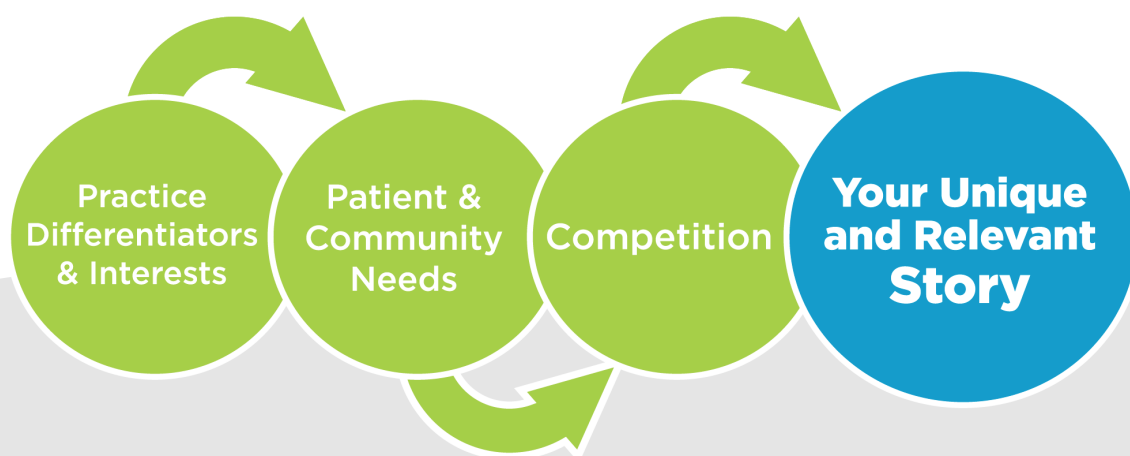 Practice
Differentiators
& Interests
Patient &
Community
Needs
Competition
Your Unique
and Relevant
Story